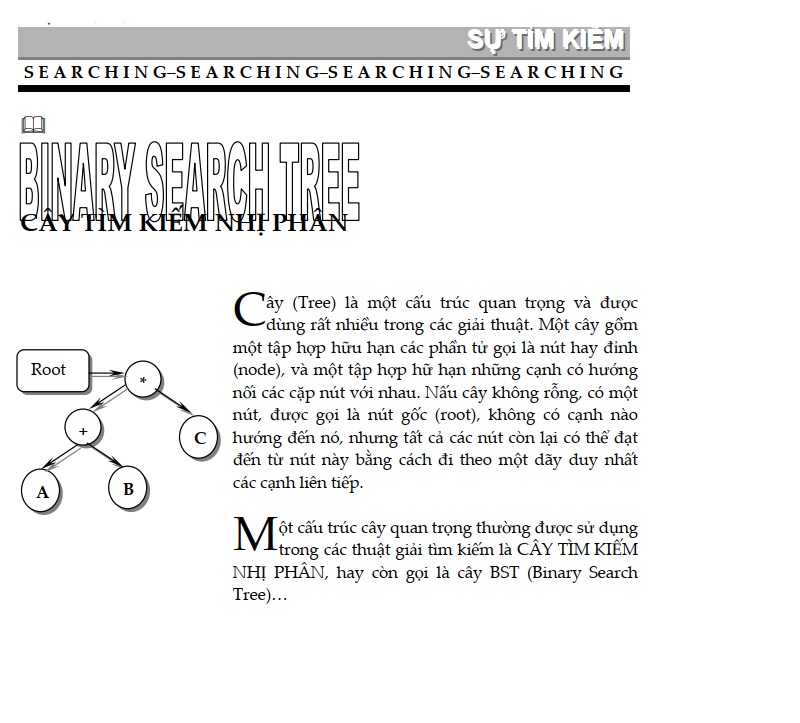 SỰ TÌM KIẾM
SEARCHING–SEARCHING–SEARCHING–SEARCHING
BINARY SEARCH TREE
CÂY TÌM KIẾM NHỊ PHÂN
Cây (Tree) là một cấu trúc quan trọng và được
dùng rất nhiều trong các giải thuật. Một cây gồm
một tập hợp hữu hạn các phần tử gọi là nút hay đỉnh
(node), và một tập hợp hữ hạn những cạnh có hướng
nối các cặp nút với nhau. Nấu cây không rỗng, có một
nút, được gọi là nút gốc (root), không có cạnh nào
hướng đến nó, nhưng tất cả các nút còn lại có thể đạt
đến từ nút này bằng cách đi theo một dãy duy nhất
các cạnh liên tiếp.
Root
*
+
C
A
B
Một cấu trúc cây quan trọng thường được sử dụng
trong các thuật giải tìm kiếm là CÂY TÌM KIẾM
NHỊ PHÂN, hay còn gọi là cây BST (Binary Search
Tree)…